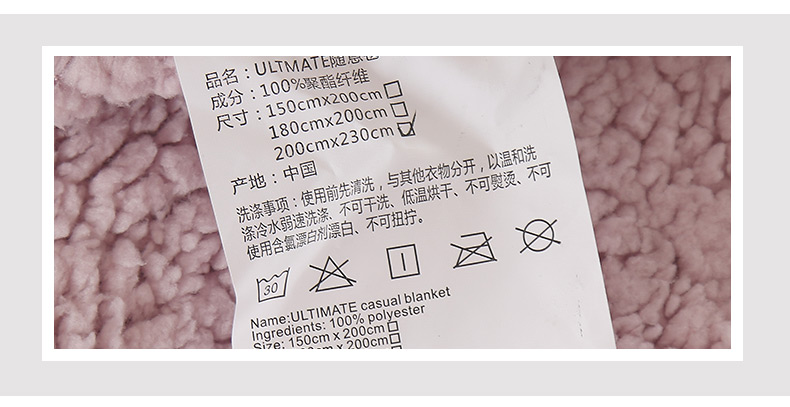 品名：ULTMATE随意毯
成分：100%聚酯纤维
尺寸：150cmx200cm
180cmx200cm
200cmx230cm
产地：中国
洗涤事项：使用前先清洗，与其他衣物分开，以温和洗
涤冷水弱速洗涤、不可干洗、低温烘干、不可熨烫、不可
使用含氯漂白剂漂白、不可扭拧。
30
Name:ULTIMATE casual blanket
Ingredients: 100% polyester
Size: 150cm x 200cm
x 200cm